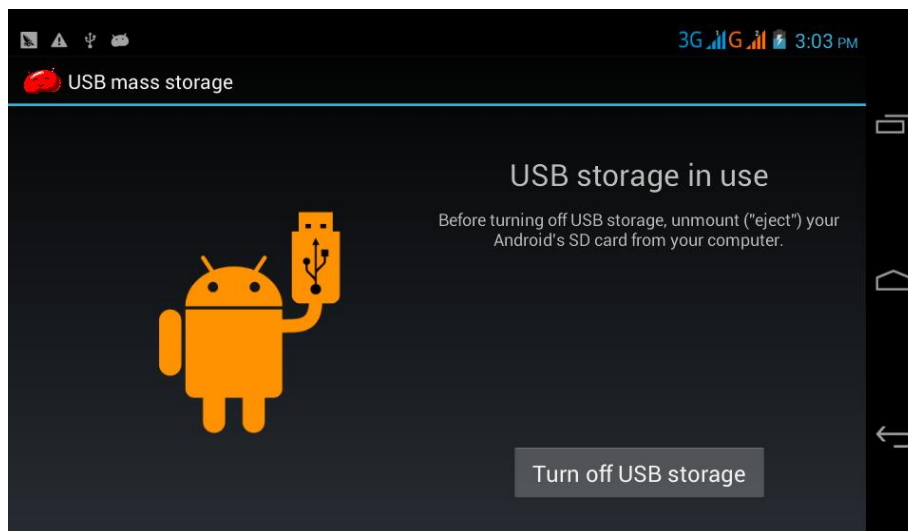 3G G 3:03 PM
USB mass storage
USB storage in use
Before turning off USB storage, unmount ("eject") your
Android's SD card from your computer.
Turn off USB storage